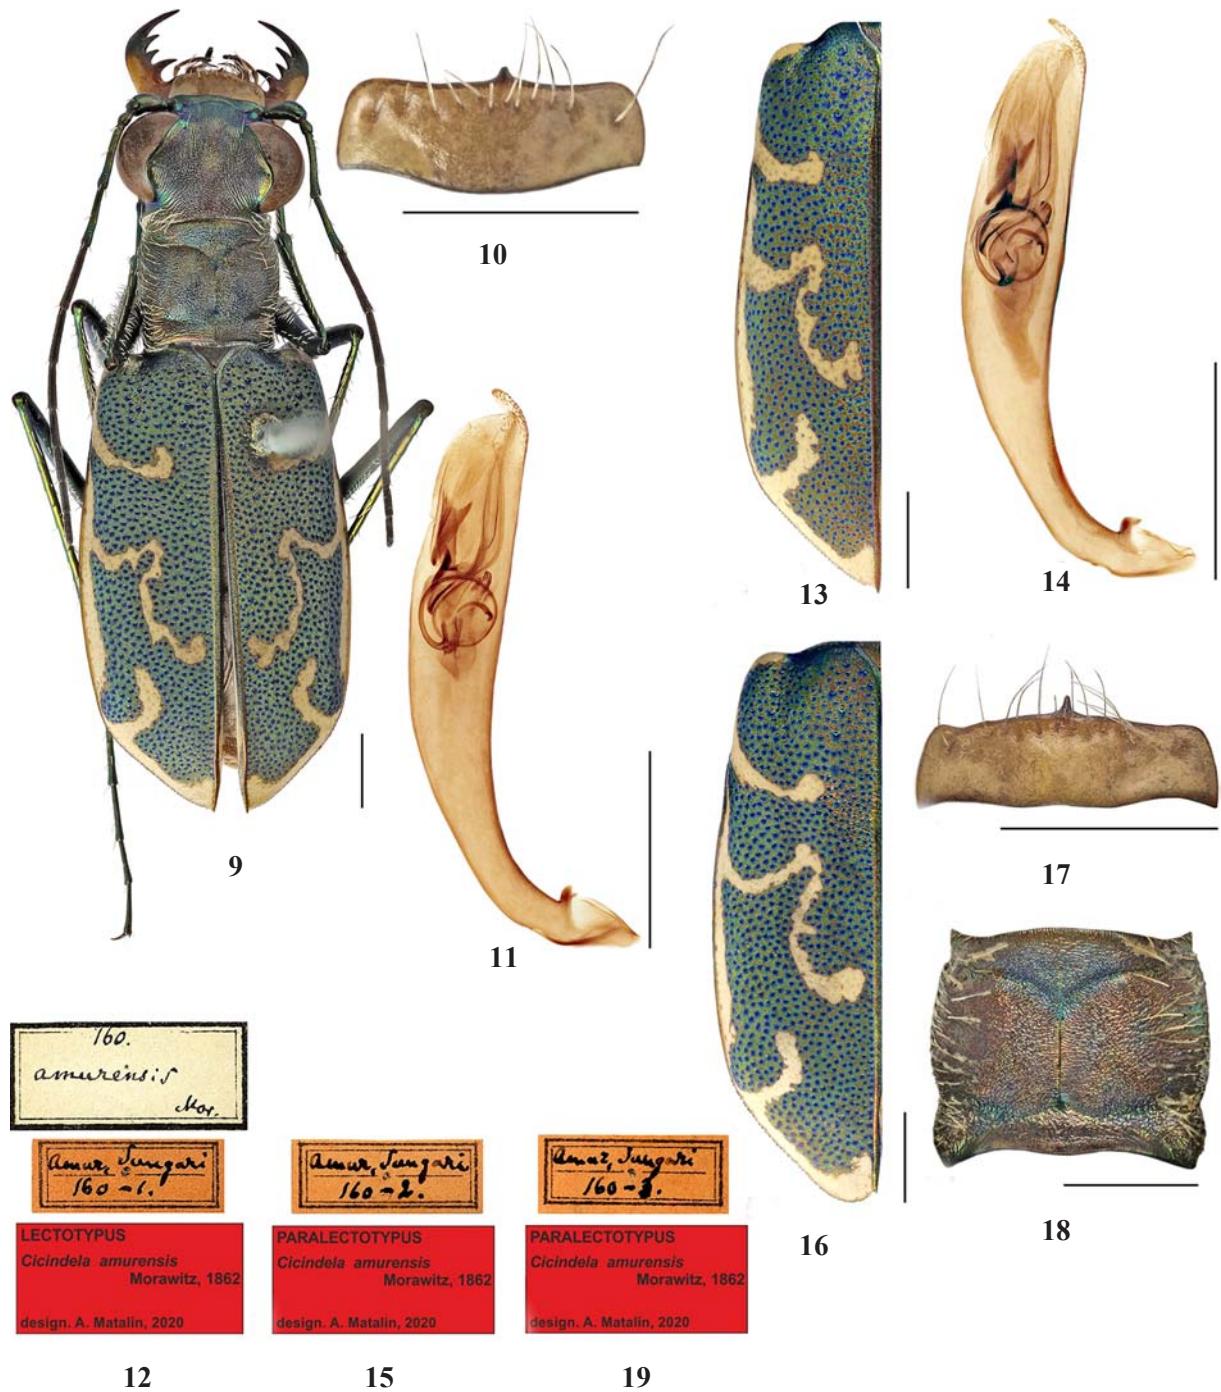 10
13
14
9
11
17
16
18
160.
amurensis
Mor.
Amur, Sungari
160-1.
LECTOTYPUS
Cicindela amurensis
Morawitz, 1862
design. A. Matalin, 2020
12
Amur, Sungari
160-2.
PARALECTOTYPUS
Cicindela amurensis
Morawitz, 1862
design. A. Matalin, 2020
15
Amur, Sungari
160-3.
PARALECTOTYPUS
Cicindela amurensis
Morawitz, 1862
design. A. Matalin, 2020
19